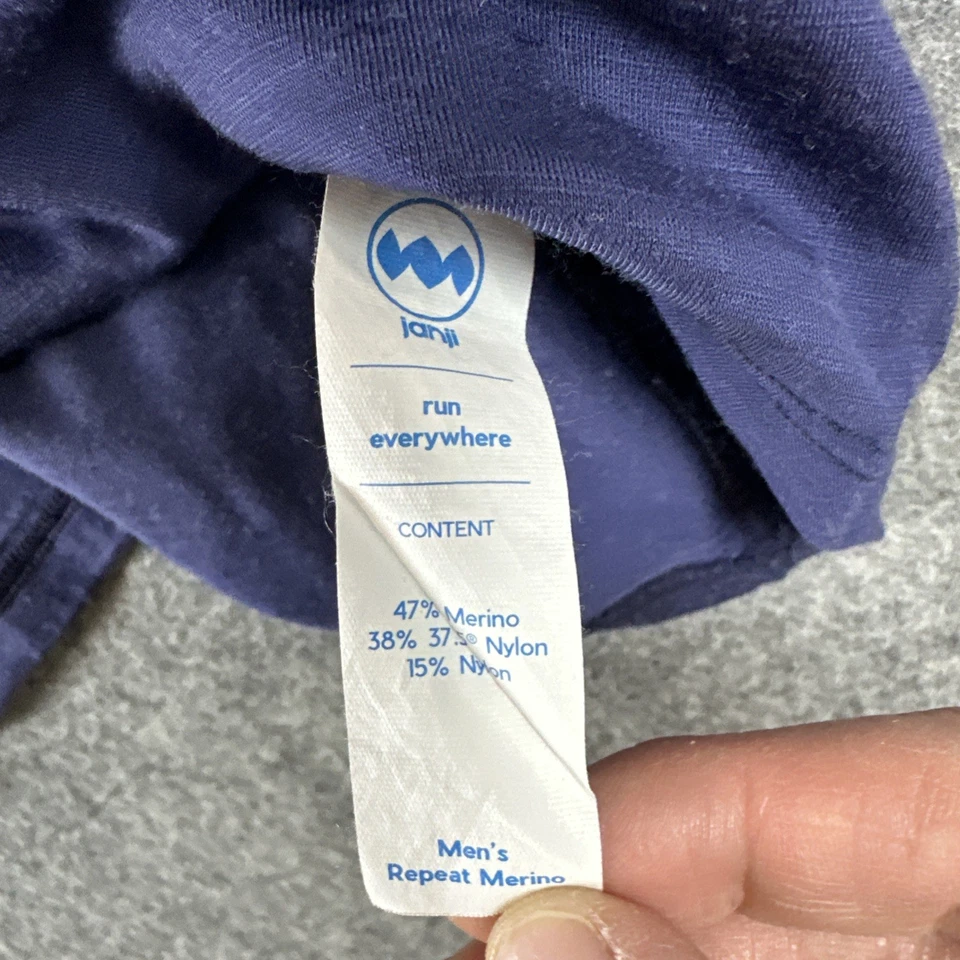 janji
run
everywhere
CONTENT
47% Merino
38% 37.5® Nylon
15% Nylon
Men's
Repeat Merino